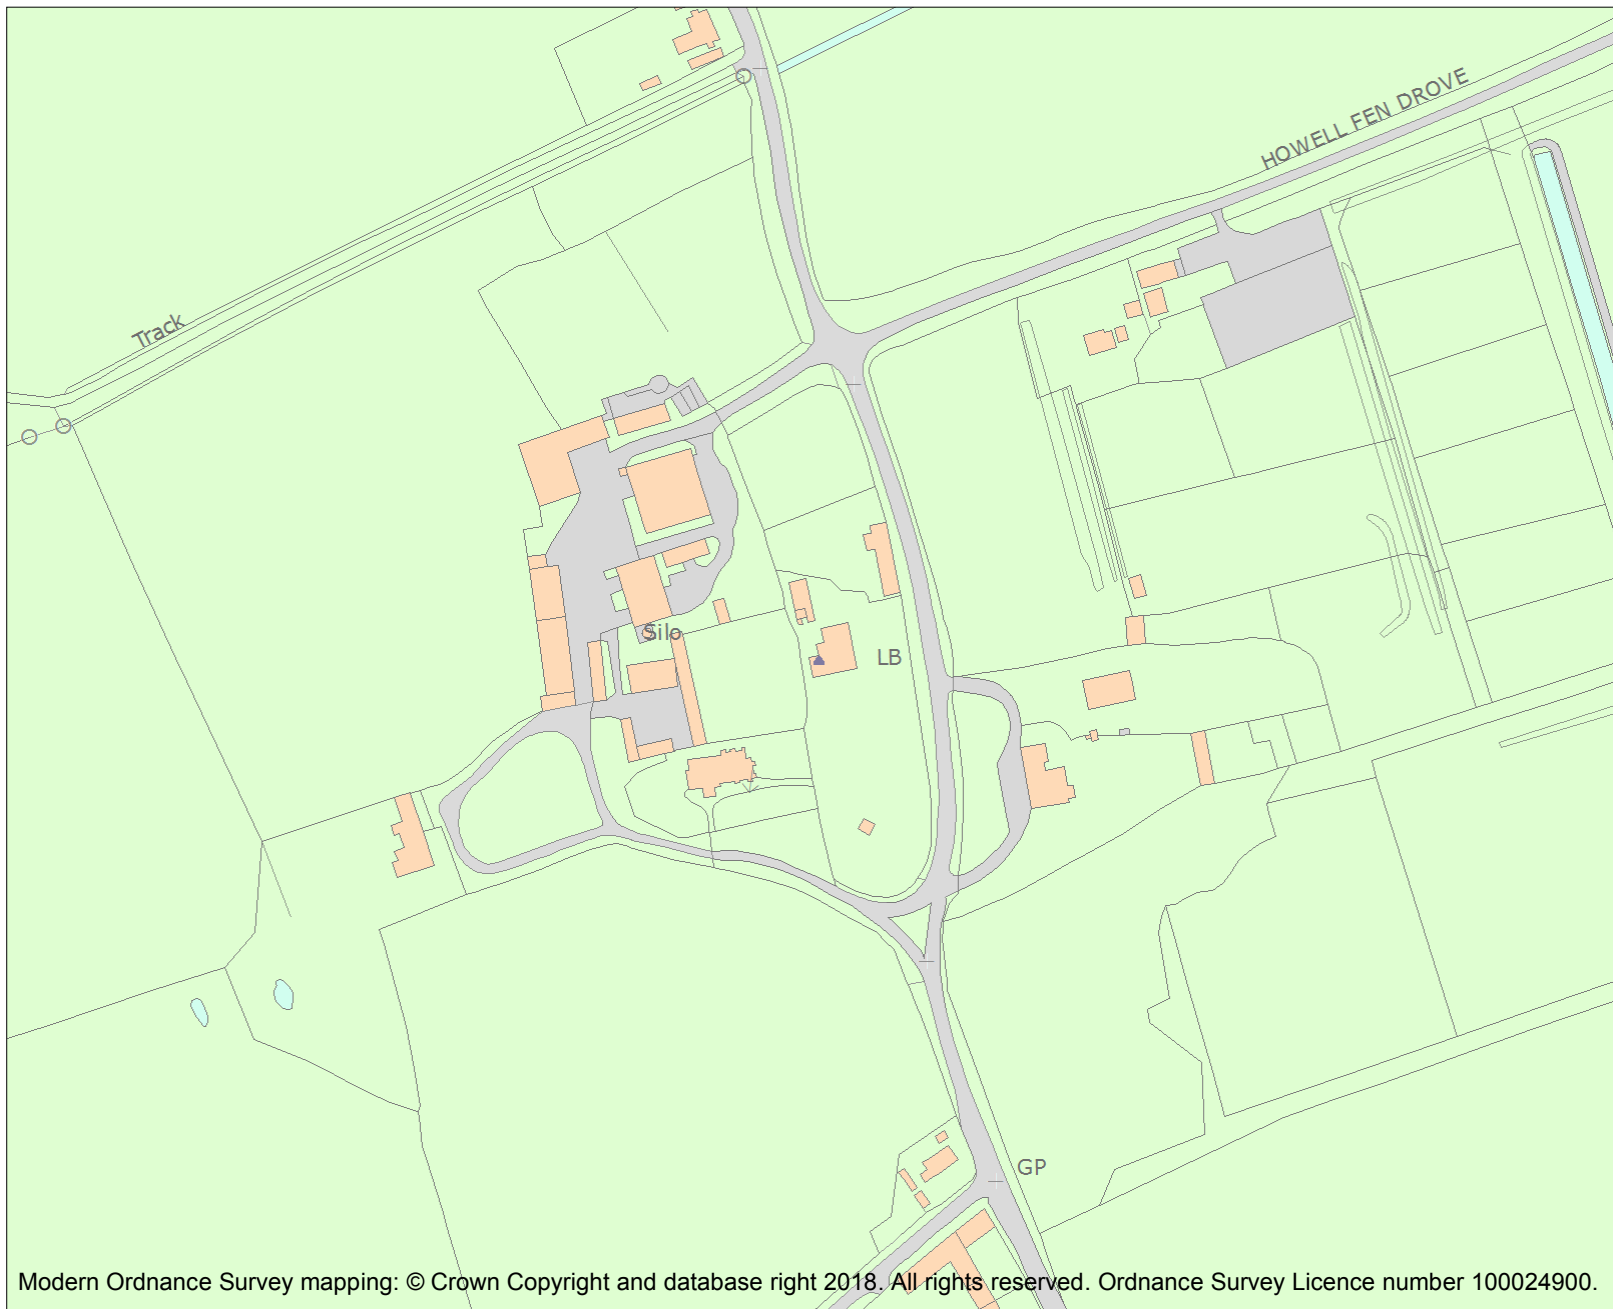 HOWELL FEN DROVE
Track
Silo
LB
GP
Modern Ordnance Survey mapping: © Crown Copyright and database right 2018. All rights reserved. Ordnance Survey Licence number 100024900.